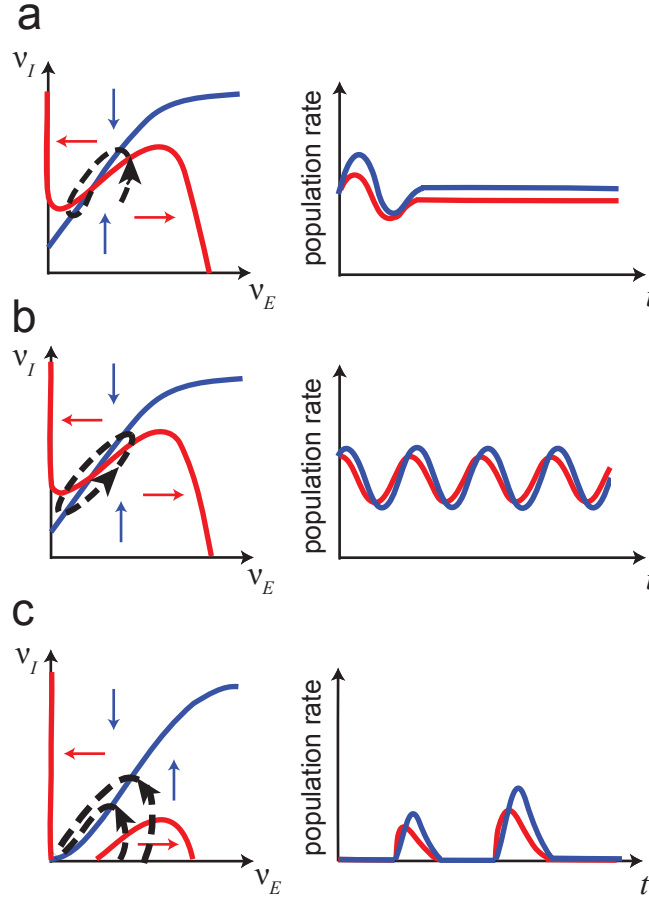 a
ν_I
ν_E
population rate
t
b
ν_I
ν_E
population rate
t
c
ν_I
ν_E
population rate
t